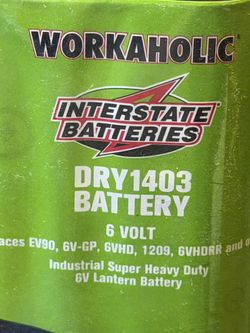 WORKAHOLIC
INTERSTATE
BATTERIES
DRY1403
BATTERY
6 VOLT
aces EV90, 6V-GP, 6VHD, 1209, 6VHDRR and o
Industrial Super Heavy Duty
6V Lantern Battery